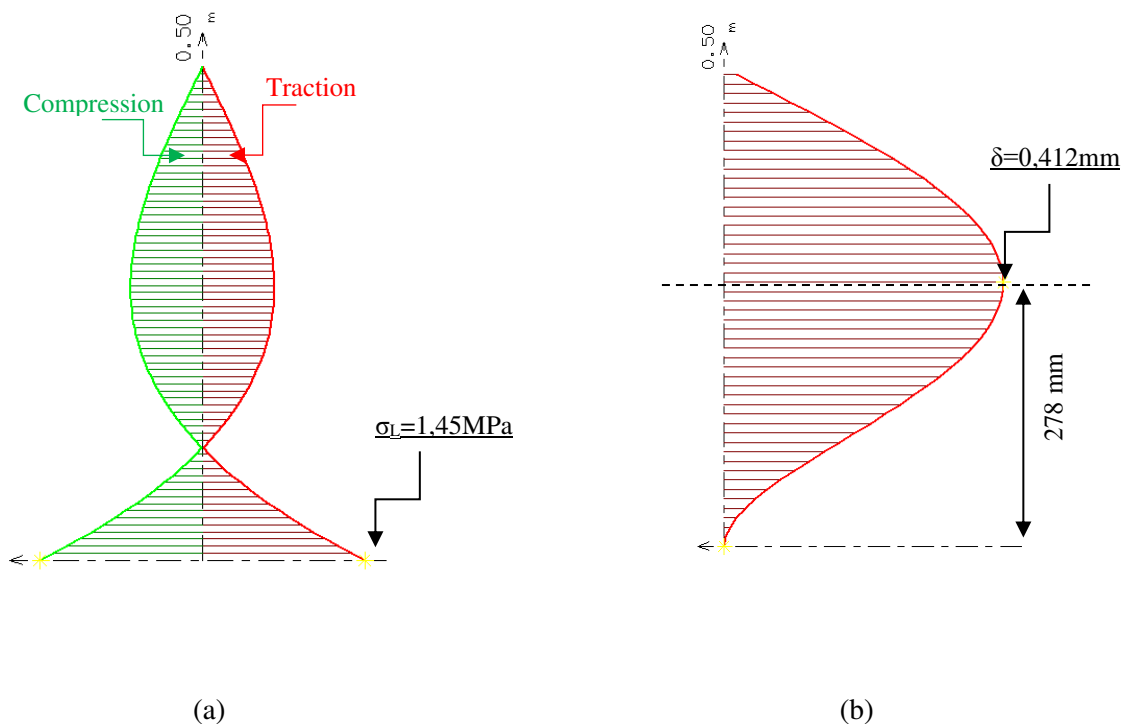 0.50 m
Compression
Traction
σL=1,45MPa
(a)
0.50 m
δ=0,412mm
278 mm
(b)